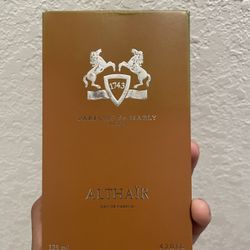 1743
PARFUMS de MARLY
PARIS
ALTHAÏR
EAU DE PARFUM
125 ml
4.2 fl.oz.